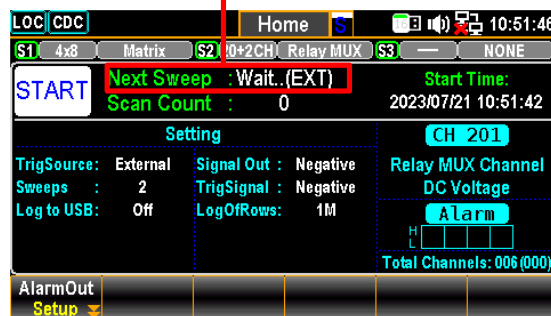 LOC CDC Home S 10:51:46
S1 4x8 Matrix S2 20+2CH Relay MUX S3 — NONE
START
Next Sweep : Wait..(EXT)
Scan Count : 0
Start Time:
2023/07/21 10:51:42
Setting
TrigSource: External Signal Out : Negative
Sweeps : 2 TrigSignal : Negative
Log to USB: Off LogOfRows: 1M
CH 201
Relay MUX Channel
DC Voltage
Alarm
H
L
Total Channels: 006 (000)
AlarmOut
Setup